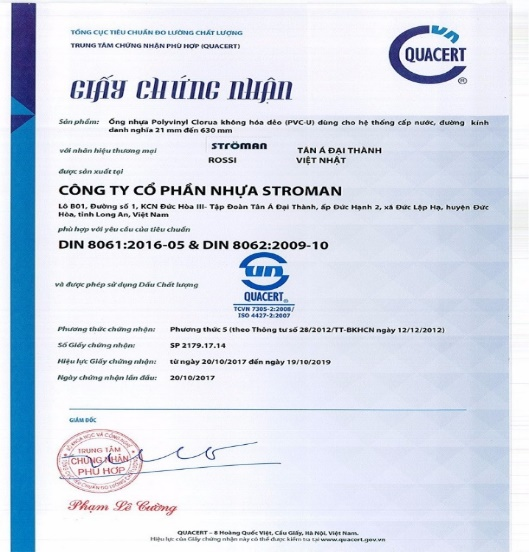 TỔNG CỤC TIÊU CHUẨN ĐO LƯỜNG CHẤT LƯỢNG
TRUNG TÂM CHỨNG NHẬN PHÙ HỢP (QUACERT)
QUACERT
®
GIẤY CHỨNG NHẬN
Sản phẩm: Ống nhựa Polyvinyl Clorua không hóa dẻo (PVC-U) dùng cho hệ thống cấp nước, đường kính
danh nghĩa 21 mm đến 630 mm
với nhãn hiệu thương mại STRÖMAN TÂN Á ĐẠI THÀNH
ROSSI VIỆT NHẬT
được sản xuất tại
CÔNG TY CỔ PHẦN NHỰA STROMAN
Lô B01, Đường số 1, KCN Đức Hòa III- Tập Đoàn Tân Á Đại Thành, ấp Đức Hạnh 2, xã Đức Lập Hạ, huyện Đức
Hòa, tỉnh Long An, Việt Nam
phù hợp với yêu cầu của tiêu chuẩn
DIN 8061:2016-05 & DIN 8062:2009-10
và được phép sử dụng Dấu Chất lượng
QUACERT®
TCVN 7305-2:2008/
ISO 4427-2:2007
Phương thức chứng nhận: Phương thức 5 (theo Thông tư số 28/2012/TT-BKHCN ngày 12/12/2012)
Số Giấy chứng nhận: SP 2179.17.14
Hiệu lực Giấy chứng nhận: từ ngày 20/10/2017 đến ngày 19/10/2019
Ngày chứng nhận lần đầu: 20/10/2017
GIÁM ĐỐC
TRUNG TÂM
CHỨNG NHẬN
PHÙ HỢP
Phạm Lê Cường
QUACERT – 8 Hoàng Quốc Việt, Cầu Giấy, Hà Nội, Việt Nam.
Hiệu lực của Giấy chứng nhận này có thể được kiểm tra tại www.quacert.gov.vn